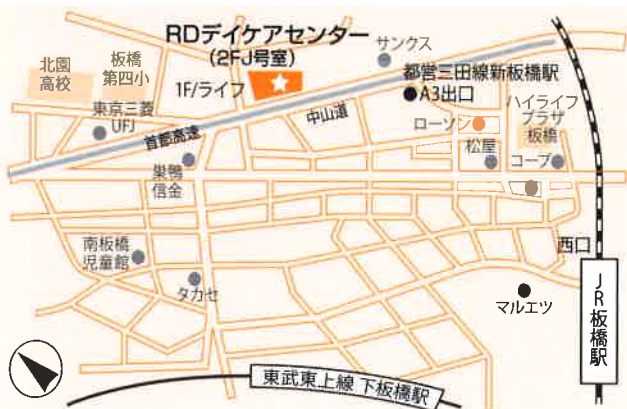 RDデイケアセンター
(2FJ号室)
1F/ライフ
サンクス
北園
高校
板橋
第四小
都営三田線新板橋駅
A3出口
東京三菱
UFJ
首都高速
中山道
ローソン
ハイライフ
プラザ
板橋
松屋
コープ
巣鴨
信金
南板橋
児童館
タカセ
西口
マルエツ
JR板橋駅
東武東上線 下板橋駅